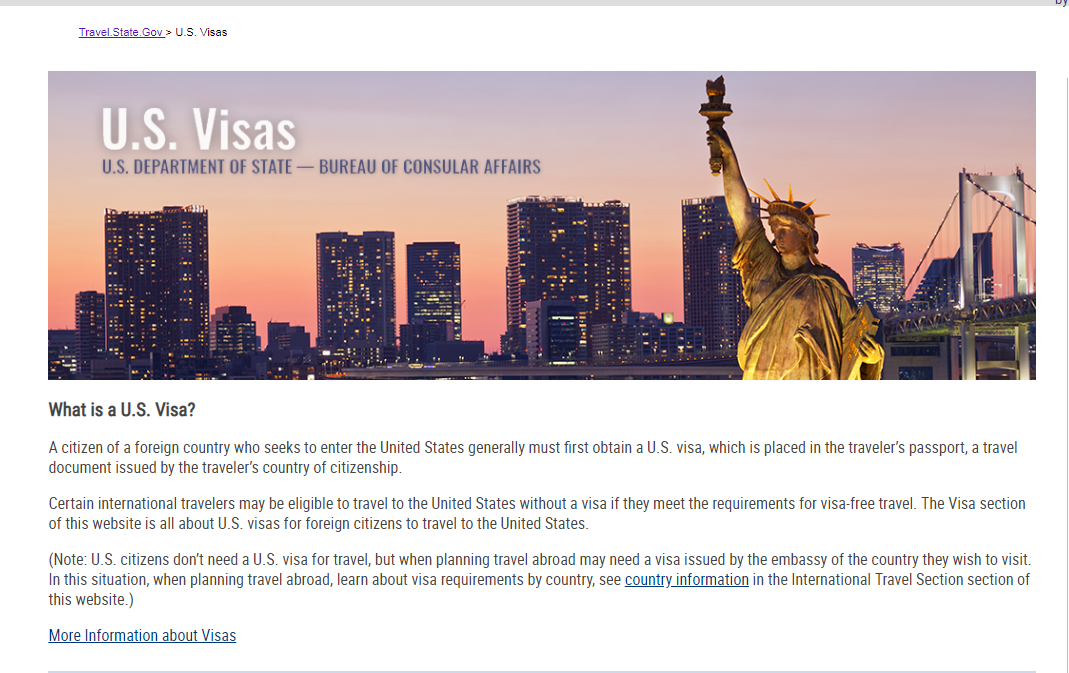 by
Travel.State.Gov > U.S. Visas
U.S. Visas
U.S. DEPARTMENT OF STATE — BUREAU OF CONSULAR AFFAIRS
What is a U.S. Visa?
A citizen of a foreign country who seeks to enter the United States generally must first obtain a U.S. visa, which is placed in the traveler’s passport, a travel
document issued by the traveler’s country of citizenship.
Certain international travelers may be eligible to travel to the United States without a visa if they meet the requirements for visa-free travel. The Visa section
of this website is all about U.S. visas for foreign citizens to travel to the United States.
(Note: U.S. citizens don’t need a U.S. visa for travel, but when planning travel abroad may need a visa issued by the embassy of the country they wish to visit.
In this situation, when planning travel abroad, learn about visa requirements by country, see country information in the International Travel Section section of
this website.)
More Information about Visas